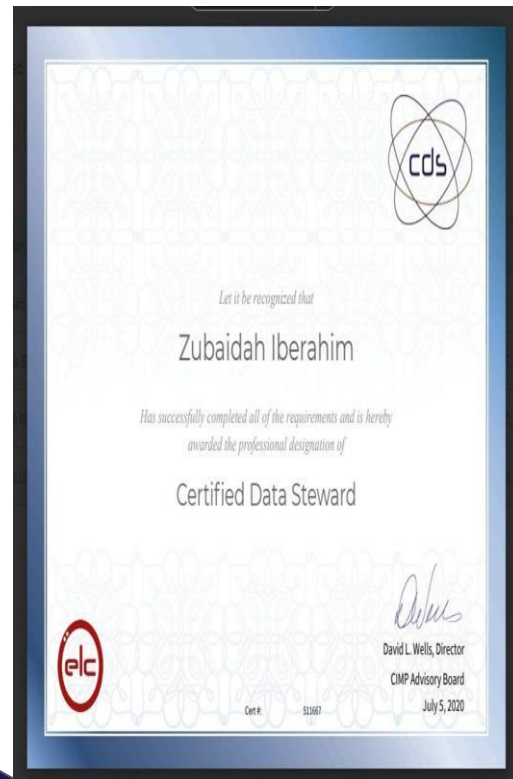 cds
Let it be recognized that
Zubaidah Iberahim
Has successfully completed all of the requirements and is hereby
awarded the professional designation of
Certified Data Steward
David L. Wells, Director
CIMP Advisory Board
July 5, 2020
elc
Cert #: 511667